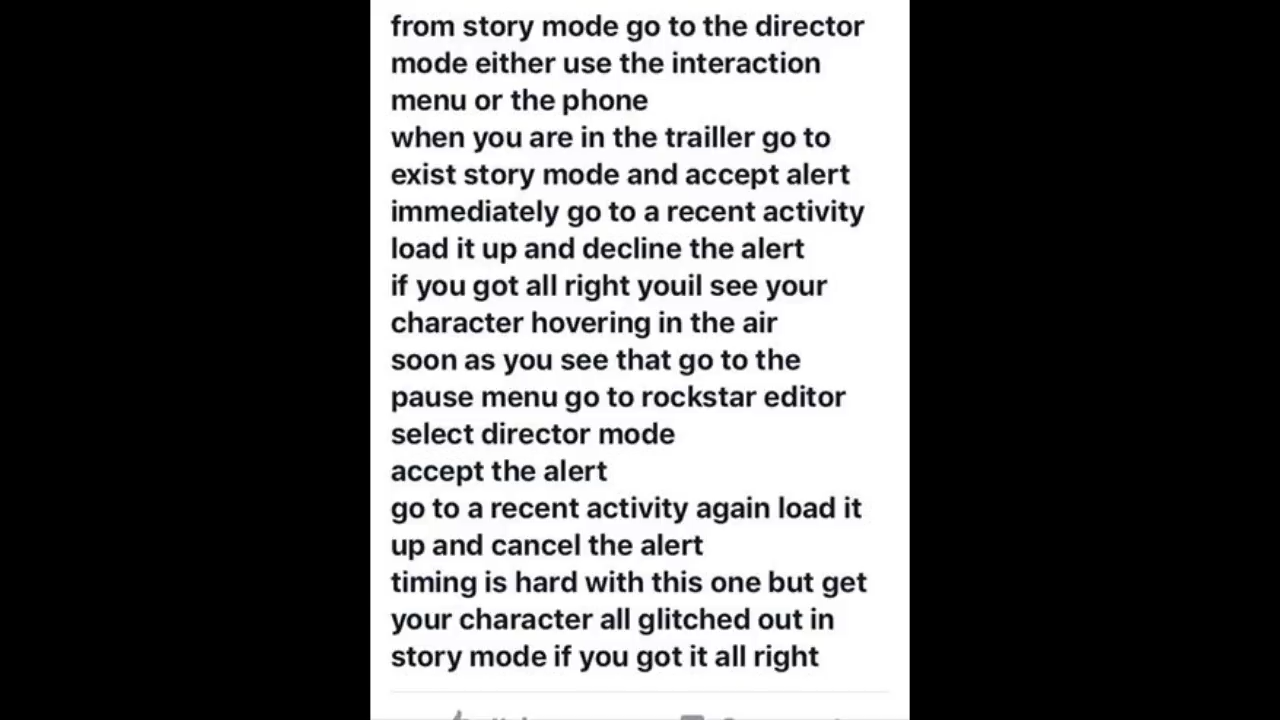 from story mode go to the director
mode either use the interaction
menu or the phone
when you are in the trailler go to
exist story mode and accept alert
immediately go to a recent activity
load it up and decline the alert
if you got all right youil see your
character hovering in the air
soon as you see that go to the
pause menu go to rockstar editor
select director mode
accept the alert
go to a recent activity again load it
up and cancel the alert
timing is hard with this one but get
your character all glitched out in
story mode if you got it all right